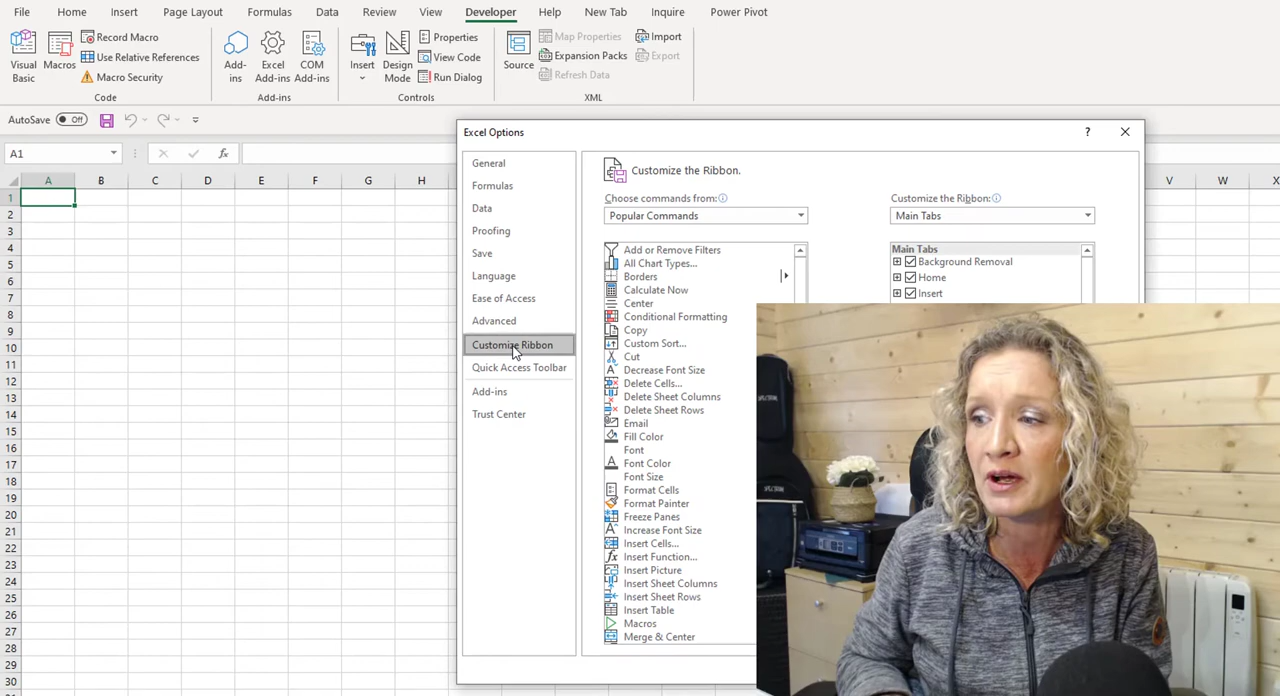 File Home Insert Page Layout Formulas Data Review View Developer Help New Tab Inquire Power Pivot
Visual Basic
Macros
Record Macro
Use Relative References
Macro Security
Code
Add-ins
Excel Add-ins
COM Add-ins
Add-ins
Insert
Design Mode
Properties
View Code
Run Dialog
Controls
Source
Map Properties
Expansion Packs
Refresh Data
Import
Export
XML
AutoSave Off
A1
fx
A B C D E F G H V W X
1
2
3
4
5
6
7
8
9
10
11
12
13
14
15
16
17
18
19
20
21
22
23
24
25
26
27
28
29
30
Excel Options
?
General
Formulas
Data
Proofing
Save
Language
Ease of Access
Advanced
Customize Ribbon
Quick Access Toolbar
Add-ins
Trust Center
Customize the Ribbon.
Choose commands from:
Popular Commands
Add or Remove Filters
All Chart Types...
Borders
Calculate Now
Center
Conditional Formatting
Copy
Custom Sort...
Cut
Decrease Font Size
Delete Cells...
Delete Sheet Columns
Delete Sheet Rows
Email
Fill Color
Font
Font Color
Font Size
Format Cells
Format Painter
Freeze Panes
Increase Font Size
Insert Cells...
Insert Function...
Insert Picture
Insert Sheet Columns
Insert Sheet Rows
Insert Table
Macros
Merge & Center
Customize the Ribbon:
Main Tabs
Main Tabs
Background Removal
Home
Insert